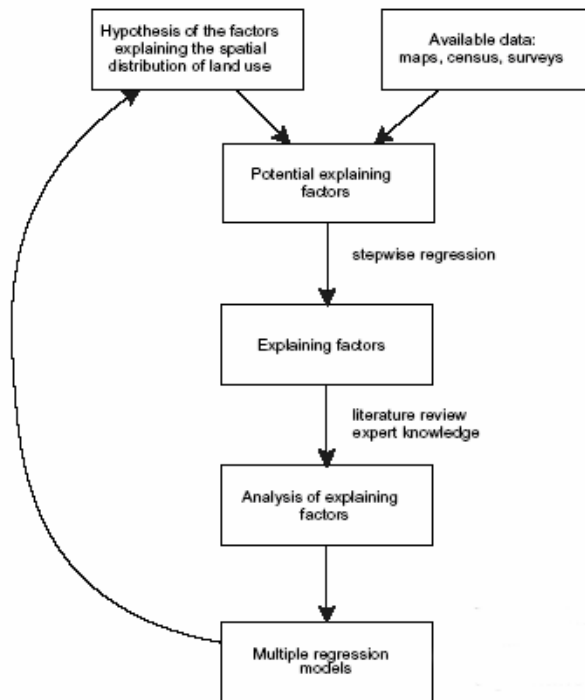 Hypothesis of the factors
explaining the spatial
distribution of land use
Available data:
maps, census, surveys
Potential explaining
factors
stepwise regression
Explaining factors
literature review
expert knowledge
Analysis of explaining
factors
Multiple regression
models